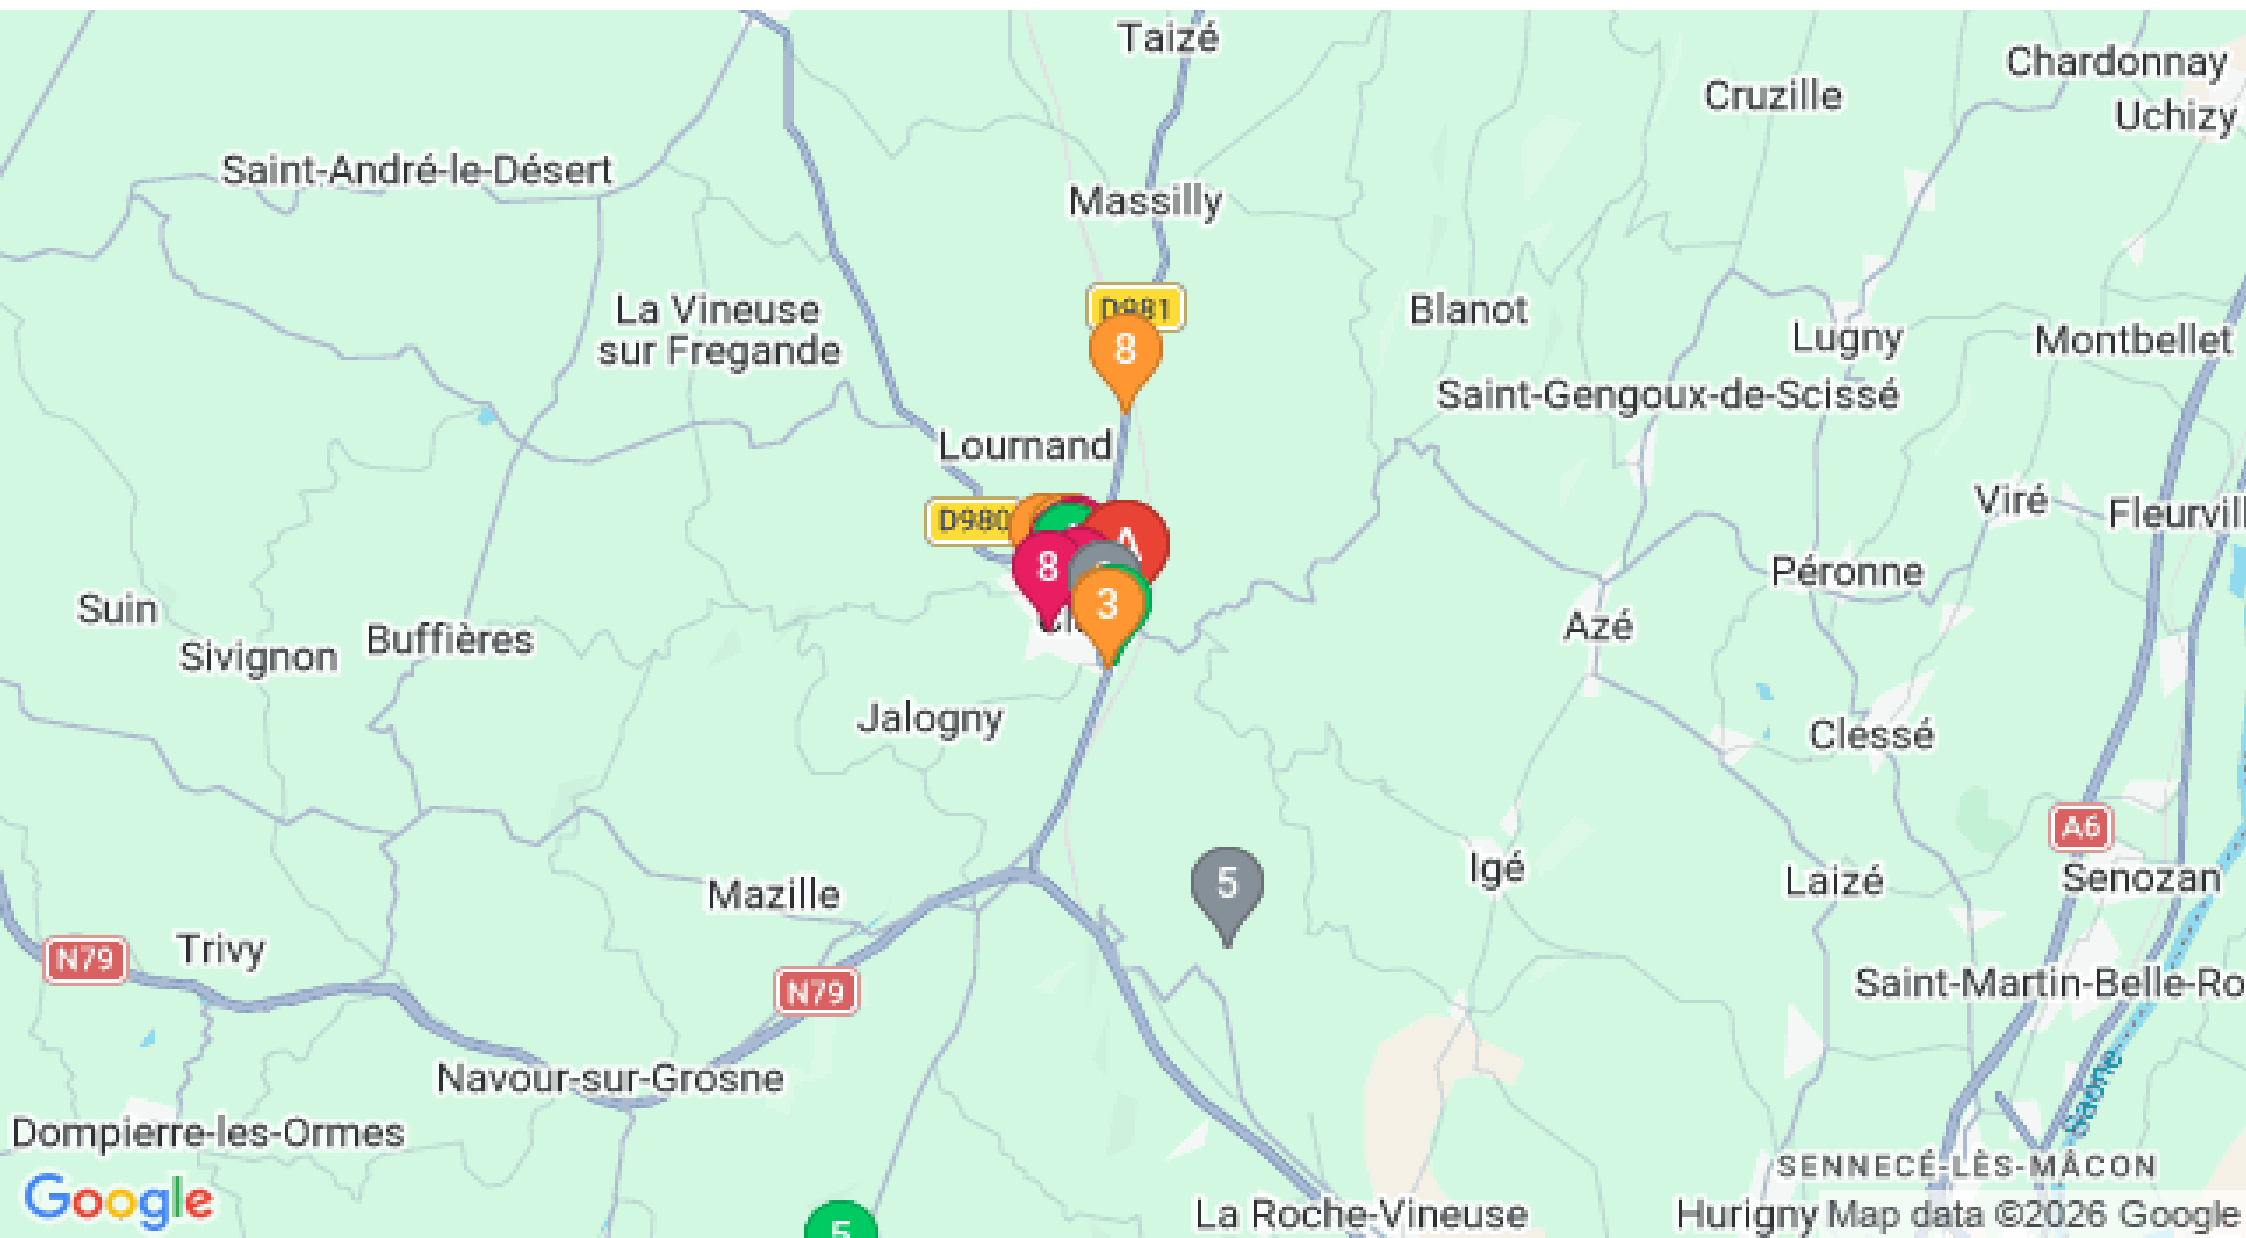 Taizé
Chardonnay
Cruzille
Uchizy
Saint-André-le-Désert
Massilly
La Vineuse
sur Fregande
D981
8
Blanot
Lugny
Montbellet
Saint-Gengoux-de-Scissé
Lournand
D980
Viré
Fleurvill
A
8
3
Péronne
Suin
Sivignon
Buffières
Azé
Jalogny
Clessé
A6
Mazille
5
Igé
Laizé
Senozan
Trivy
N79
N79
Saint-Martin-Belle-Ro
Navour-sur-Grosne
Saône
Dompierre-les-Ormes
SENNECÉ-LÈS-MÂCON
Google
5
La Roche-Vineuse
Hurigny Map data ©2026 Google